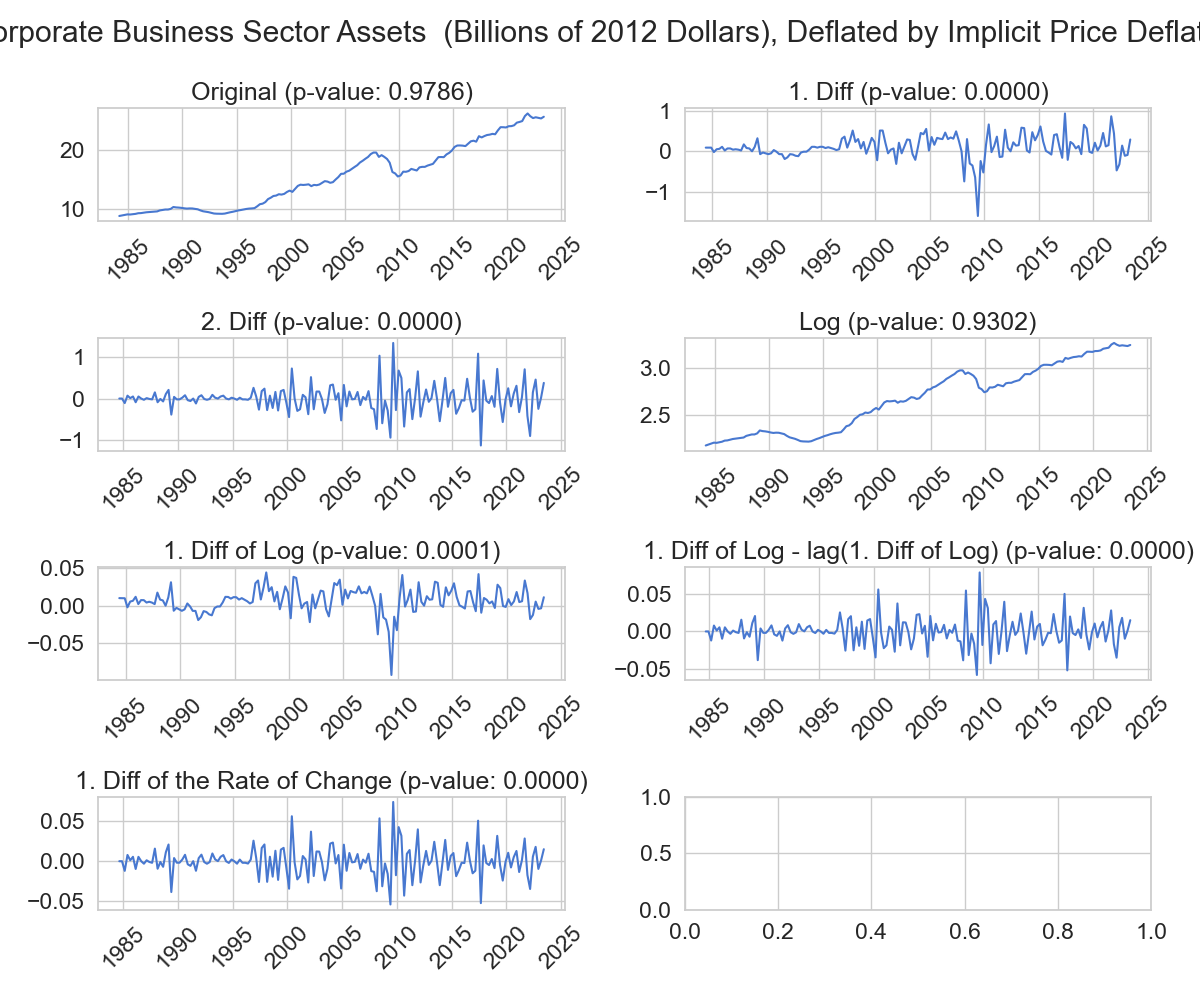 orporate Business Sector Assets  (Billions of 2012 Dollars), Deflated by Implicit Price Deflat
Original (p-value: 0.9786)
20
10
1985 1990 1995 2000 2005 2010 2015 2020 2025
1. Diff (p-value: 0.0000)
1
0
−1
1985 1990 1995 2000 2005 2010 2015 2020 2025
2. Diff (p-value: 0.0000)
1
0
−1
1985 1990 1995 2000 2005 2010 2015 2020 2025
Log (p-value: 0.9302)
3.0
2.5
1985 1990 1995 2000 2005 2010 2015 2020 2025
1. Diff of Log (p-value: 0.0001)
0.05
0.00
−0.05
1985 1990 1995 2000 2005 2010 2015 2020 2025
1. Diff of Log - lag(1. Diff of Log) (p-value: 0.0000)
0.05
0.00
−0.05
1985 1990 1995 2000 2005 2010 2015 2020 2025
1. Diff of the Rate of Change (p-value: 0.0000)
0.05
0.00
−0.05
1985 1990 1995 2000 2005 2010 2015 2020 2025
1.0
0.5
0.0
0.0 0.2 0.4 0.6 0.8 1.0